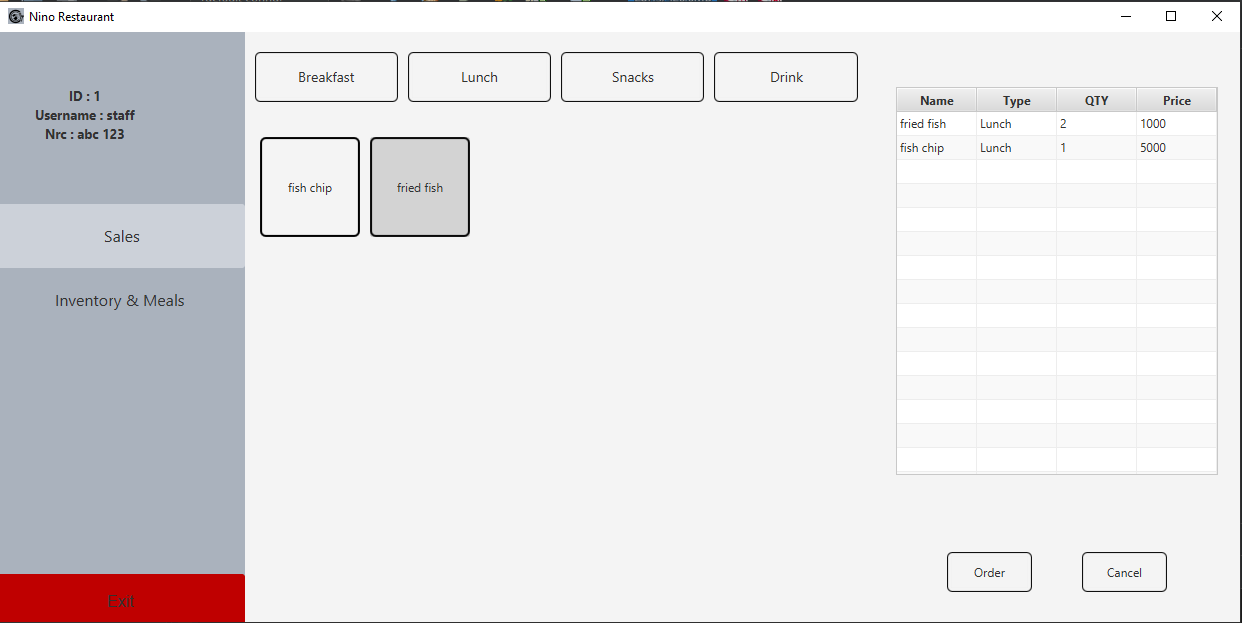 Nino Restaurant
ID : 1
Username : staff
Nrc : abc 123
Sales
Inventory & Meals
Exit
Breakfast Lunch Snacks Drink
fish chip fried fish
Name Type QTY Price
fried fish Lunch 2 1000
fish chip Lunch 1 5000
Order Cancel